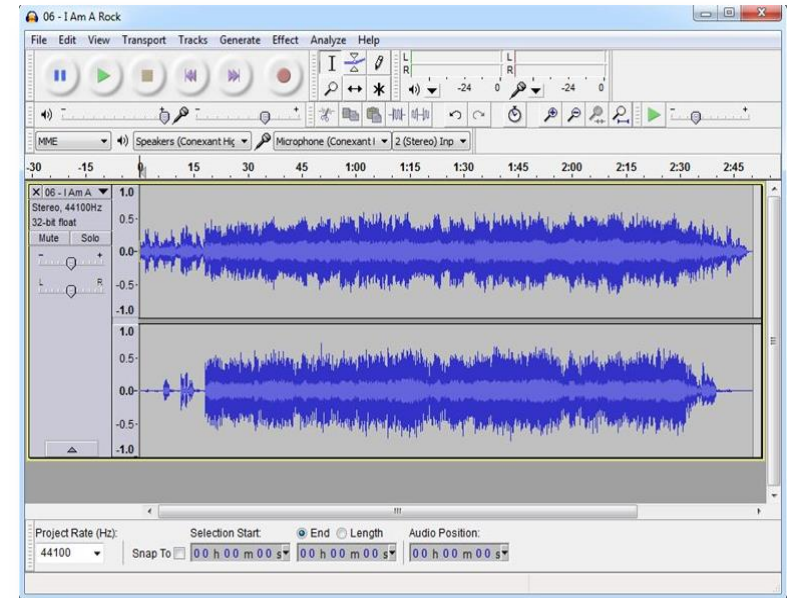 06 - I Am A Rock
File Edit View Transport Tracks Generate Effect Analyze Help
L L
R R
-24 0 -24 0
MME Speakers (Conexant Hig Microphone (Conexant I 2 (Stereo) Inp
-30 -15 0 15 30 45 1:00 1:15 1:30 1:45 2:00 2:15 2:30 2:45
X 06 - I Am A 1.0
Stereo, 44100Hz
32-bit float 0.5-
Mute Solo
- + 0.0-
L R -0.5-
-1.0
1.0
0.5-
0.0-
-0.5-
-1.0
Project Rate (Hz): Selection Start: End Length Audio Position:
44100 Snap To 00 h 00 m 00 s 00 h 00 m 00 s 00 h 00 m 00 s